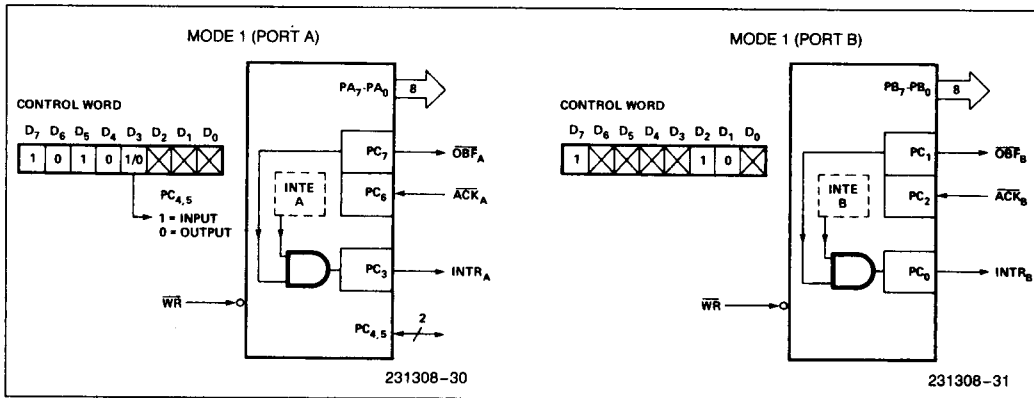 MODE 1 (PORT A)
PA7-PA0
8
CONTROL WORD
D7 D6 D5 D4 D3 D2 D1 D0
1 0 1 0 1/0
PC4,5
1 = INPUT
0 = OUTPUT
PC7
OBFA
INTE
A
PC6
ACKA
PC3
INTRA
WR
PC4,5
2
231308-30
MODE 1 (PORT B)
PB7-PB0
8
CONTROL WORD
D7 D6 D5 D4 D3 D2 D1 D0
1 1 0
PC1
OBFB
INTE
B
PC2
ACKB
PC0
INTRB
WR
231308-31